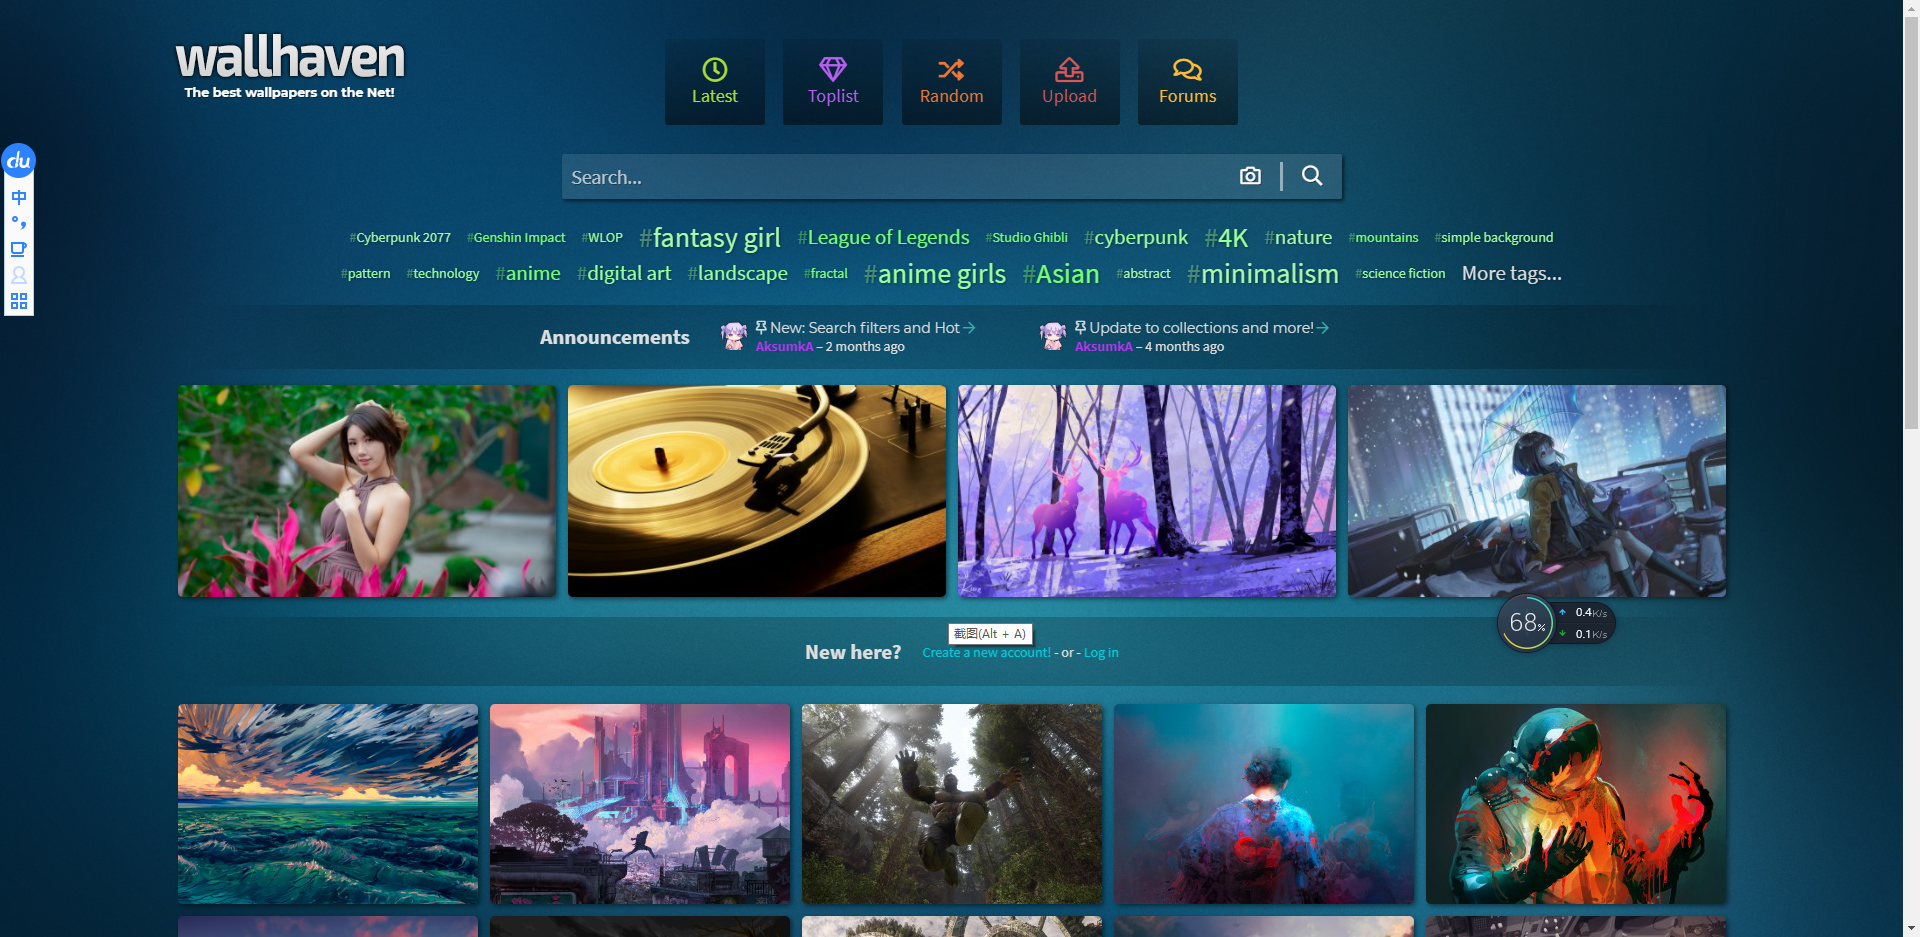 wallhaven
The best wallpapers on the Net!
Latest
Toplist
Random
Upload
Forums
Search...
#Cyberpunk 2077 #Genshin Impact #WLOP #fantasy girl #League of Legends #Studio Ghibli #cyberpunk #4K #nature #mountains #simple background
#pattern #technology #anime #digital art #landscape #fractal #anime girls #Asian #abstract #minimalism #science fiction More tags...
du
中
Announcements
New: Search filters and Hot
AksumkA – 2 months ago
Update to collections and more!
AksumkA – 4 months ago
68%
0.4K/s
0.1K/s
截图(Alt + A)
New here? Create a new account! - or - Log in